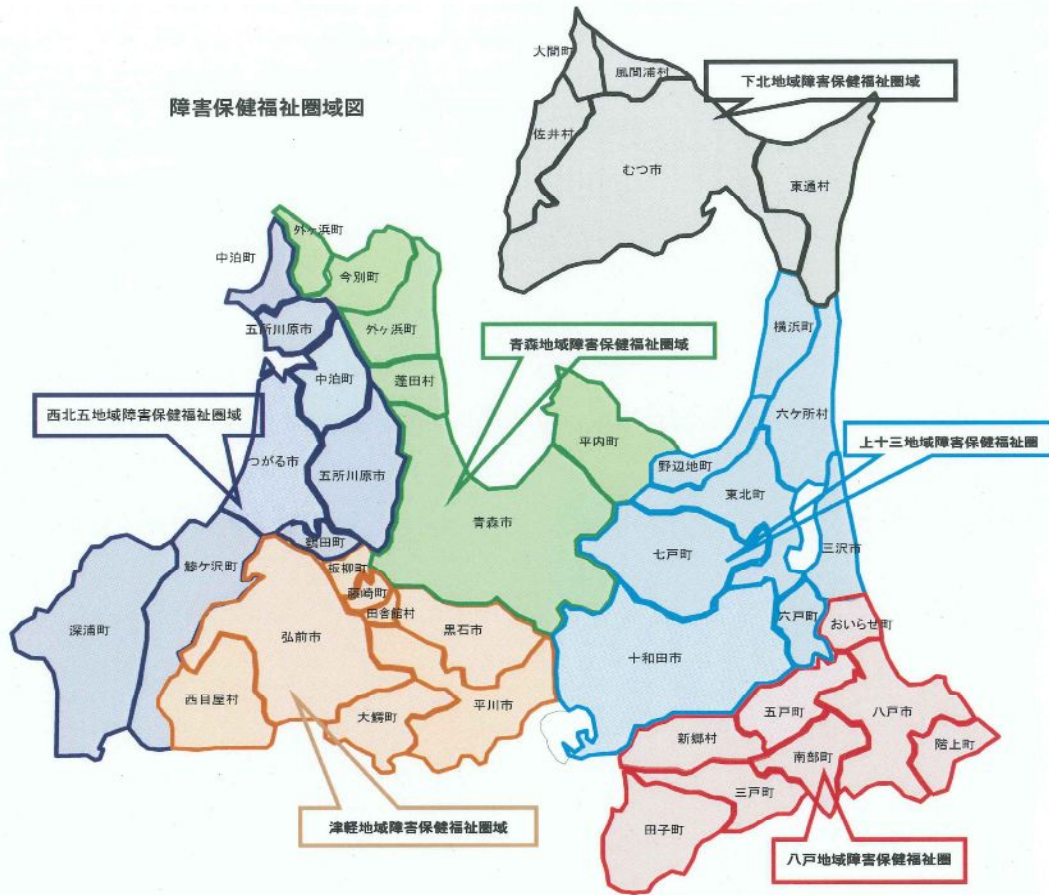 障害保健福祉圏域図
大間町
風間浦村
下北地域障害保健福祉圏域
佐井村
むつ市
東通村
外ヶ浜町
中泊町
今別町
五所川原市
外ヶ浜町
横浜町
青森地域障害保健福祉圏域
中泊町
蓬田村
六ケ所村
西北五地域障害保健福祉圏域
平内町
つがる市
野辺地町
上十三地域障害保健福祉圏
五所川原市
東北町
青森市
鶴田町
七戸町
三沢市
鰺ケ沢町
板柳町
藤崎町
田舎館村
六戸町
おいらせ町
深浦町
弘前市
黒石市
十和田市
西目屋村
平川市
大鰐町
五戸町
八戸市
新郷村
南部町
階上町
三戸町
津軽地域障害保健福祉圏域
田子町
八戸地域障害保健福祉圏